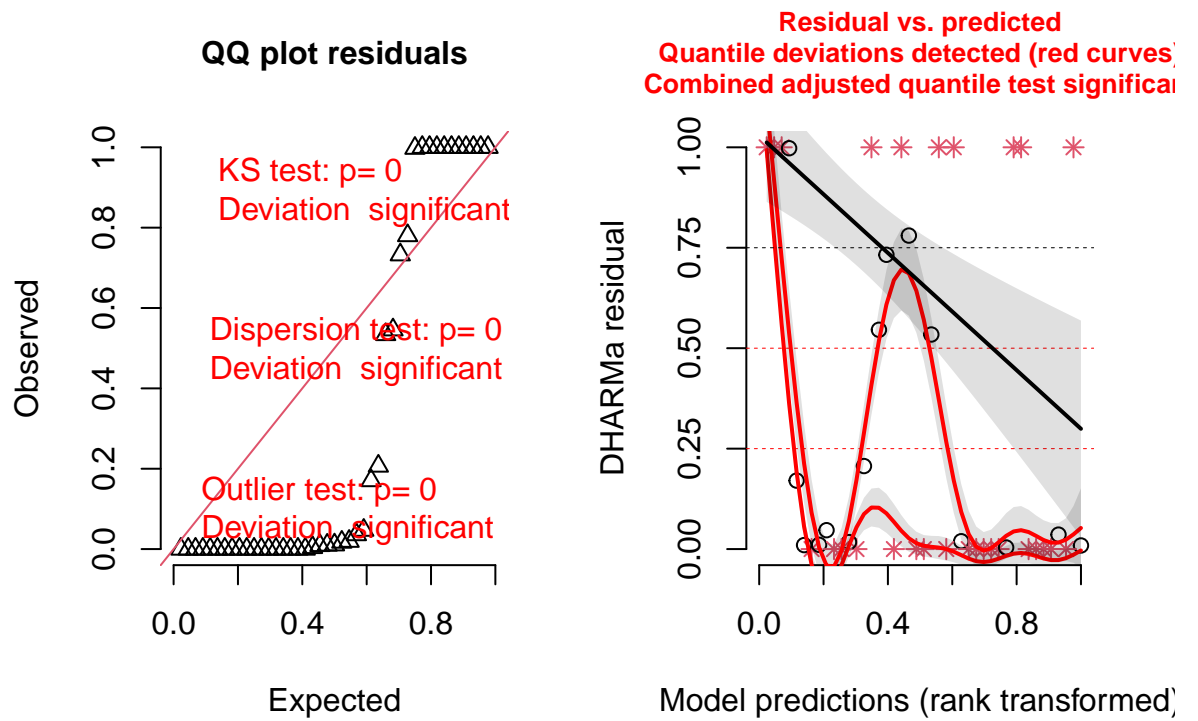 QQ plot residuals
KS test: p= 0
Deviation significant
Dispersion test: p= 0
Deviation significant
Outlier test: p= 0
Deviation significant
Observed
0.0 0.2 0.4 0.6 0.8 1.0
0.0 0.4 0.8
Expected
Residual vs. predicted
Quantile deviations detected (red curves)
Combined adjusted quantile test significan
DHARMa residual
0.00 0.25 0.50 0.75 1.00
0.0 0.4 0.8
Model predictions (rank transformed)